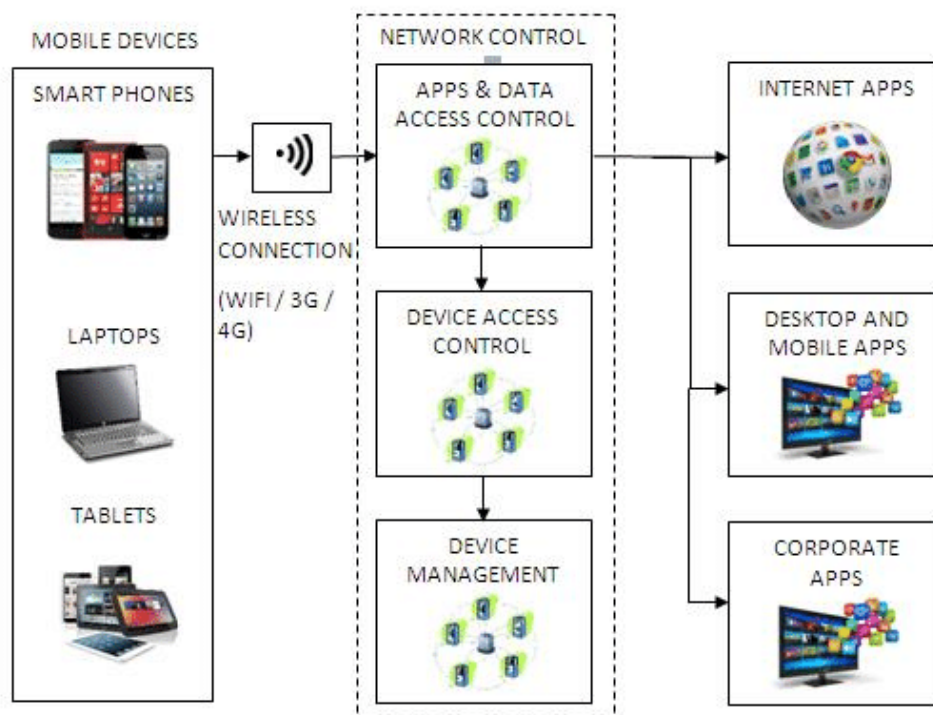 MOBILE DEVICES
SMART PHONES
LAPTOPS
TABLETS
WIRELESS
CONNECTION
(WIFI / 3G /
4G)
NETWORK CONTROL
APPS & DATA
ACCESS CONTROL
DEVICE ACCESS
CONTROL
DEVICE
MANAGEMENT
INTERNET APPS
DESKTOP AND
MOBILE APPS
CORPORATE
APPS